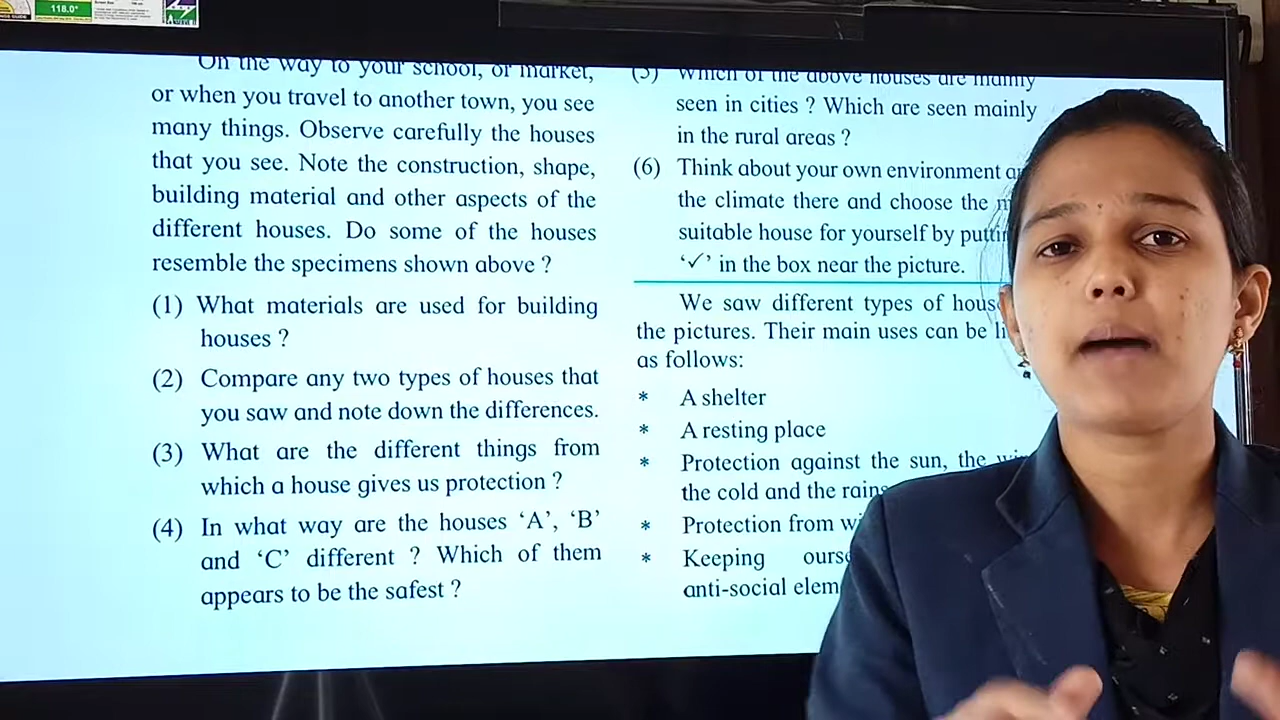 118.0"
On the way to your school, or market,
or when you travel to another town, you see
many things. Observe carefully the houses
that you see. Note the construction, shape,
building material and other aspects of the
different houses. Do some of the houses
resemble the specimens shown above ?
(1) What materials are used for building
houses ?
(2) Compare any two types of houses that
you saw and note down the differences.
(3) What are the different things from
which a house gives us protection ?
(4) In what way are the houses ‘A’, ‘B’
and ‘C’ different ? Which of them
appears to be the safest ?
(5) Which of the above houses are mainly
seen in cities ? Which are seen mainly
in the rural areas ?
(6) Think about your own environment
the climate there and choose the
suitable house for yourself by
‘✓’ in the box near the picture.
We saw different types of
the pictures. Their main uses can be
as follows:
* A shelter
* A resting place
* Protection against the sun, the
the cold and the rains
* Protection from
* Keeping
anti-social